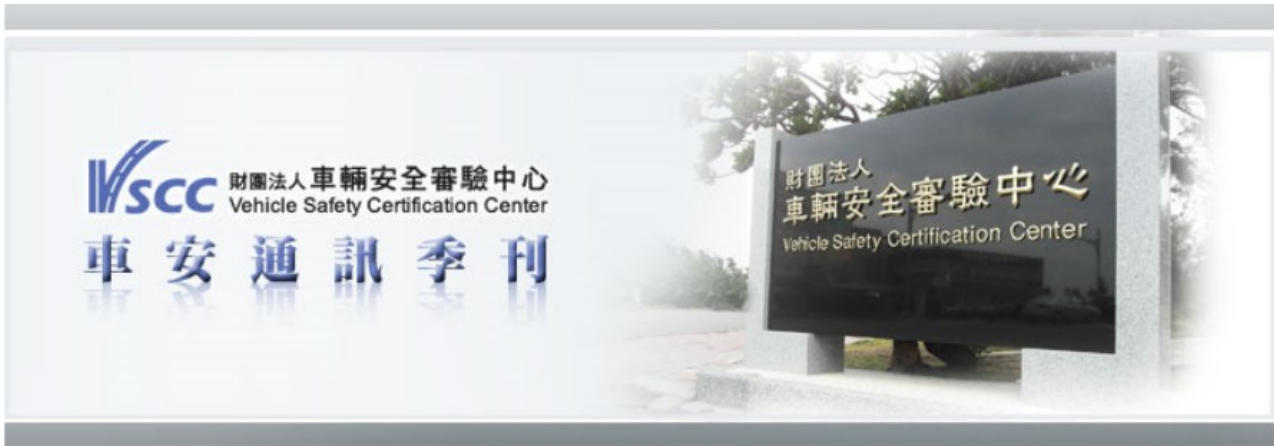 VSCC 財團法人車輛安全審驗中心
Vehicle Safety Certification Center
車安通訊季刊
財團法人
車輛安全審驗中心
Vehicle Safety Certification Center